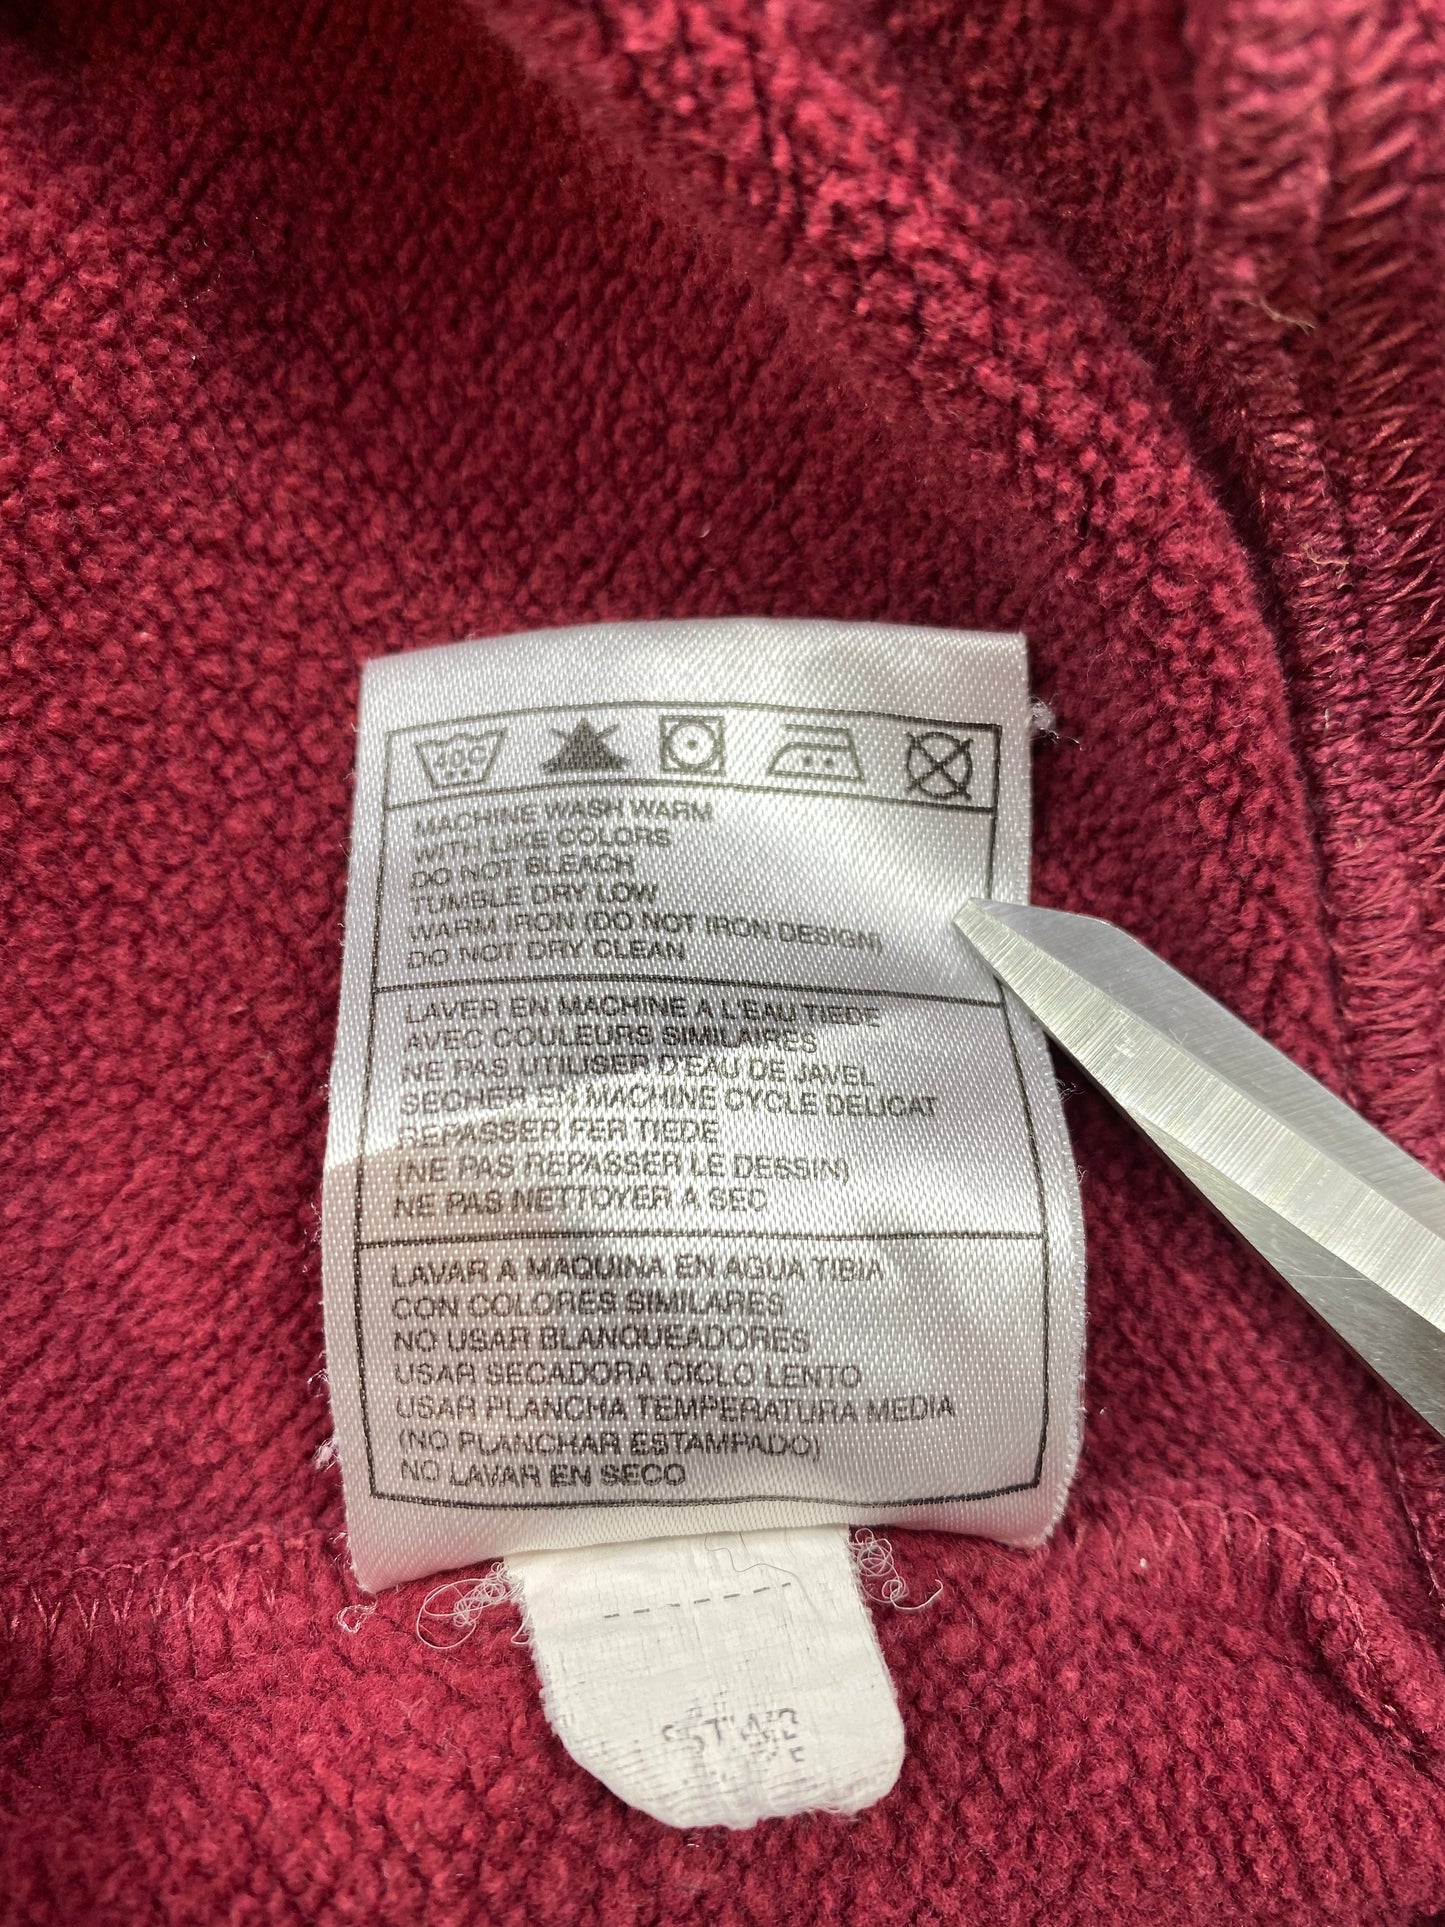 40C
MACHINE WASH WARM
WITH LIKE COLORS
DO NOT BLEACH
TUMBLE DRY LOW
WARM IRON (DO NOT IRON DESIGN)
DO NOT DRY CLEAN
LAVER EN MACHINE A L'EAU TIEDE
AVEC COULEURS SIMILAIRES
NE PAS UTILISER D'EAU DE JAVEL
SECHER EN MACHINE CYCLE DELICAT
REPASSER FER TIEDE
(NE PAS REPASSER LE DESSIN)
NE PAS NETTOYER A SEC
LAVAR A MAQUINA EN AGUA TIBIA
CON COLORES SIMILARES
NO USAR BLANQUEADORES
USAR SECADORA CICLO LENTO
USAR PLANCHA TEMPERATURA MEDIA
(NO PLANCHAR ESTAMPADO)
NO LAVAR EN SECO